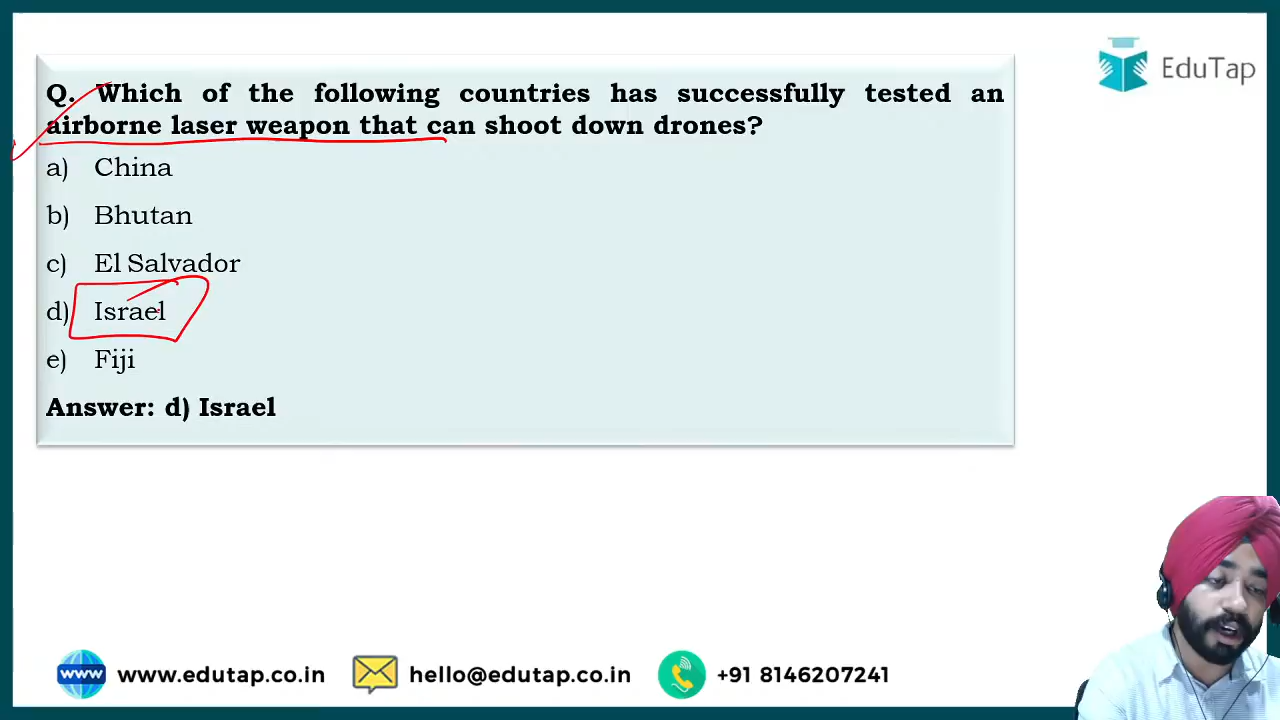 EduTap
Q. Which of the following countries has successfully tested an
airborne laser weapon that can shoot down drones?
a) China
b) Bhutan
c) El Salvador
d) Israel
e) Fiji
Answer: d) Israel
www www.edutap.co.in hello@edutap.co.in +91 8146207241